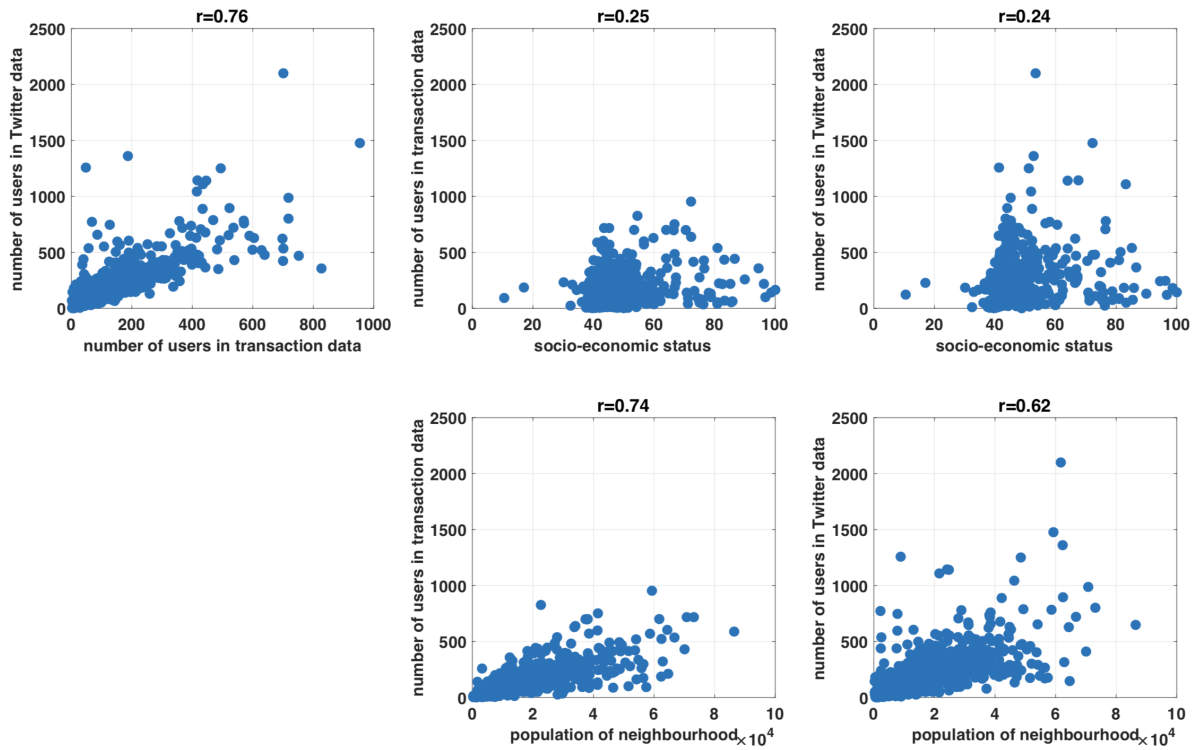 r=0.76
2500
2000
1500
1000
500
0
0 200 400 600 800 1000
number of users in Twitter data
number of users in transaction data
r=0.25
2500
2000
1500
1000
500
0
0 20 40 60 80 100
number of users in transaction data
socio-economic status
r=0.24
2500
2000
1500
1000
500
0
0 20 40 60 80 100
number of users in Twitter data
socio-economic status
r=0.74
2500
2000
1500
1000
500
0
0 2 4 6 8 10
number of users in transaction data
population of neighbourhood ×10⁴
r=0.62
2500
2000
1500
1000
500
0
0 2 4 6 8 10
number of users in Twitter data
population of neighbourhood ×10⁴